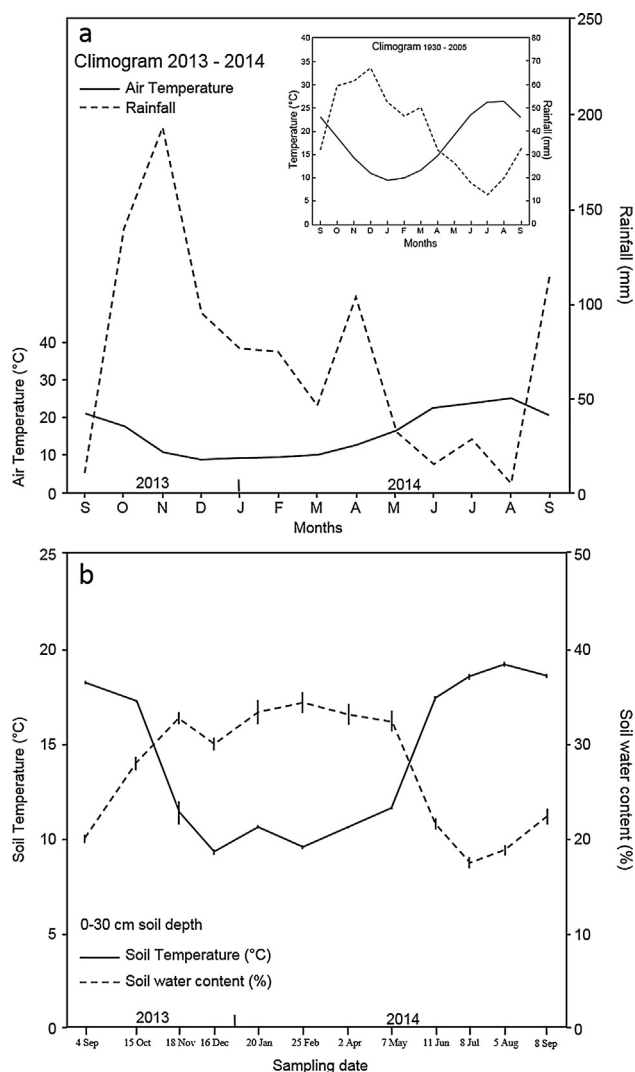 a
Climogram 2013 - 2014
Air Temperature
Rainfall
Air Temperature (°C)
40
30
20
10
0
250
200
150
100
50
0
Rainfall (mm)
2013
2014
S O N D J F M A M J J A S
Months
Climogram 1930 - 2005
Temperature (°C)
40
35
30
25
20
15
10
5
0
80
70
60
50
40
30
20
10
0
Rainfall (mm)
S O N D J F M A M J J A S
Months
b
Soil Temperature (°C)
25
20
15
10
5
0
50
40
30
20
10
0
Soil water content (%)
0-30 cm soil depth
Soil Temperature (°C)
Soil water content (%)
2013
2014
4 Sep 15 Oct 18 Nov 16 Dec 20 Jan 25 Feb 2 Apr 7 May 11 Jun 8 Jul 5 Aug 8 Sep
Sampling date